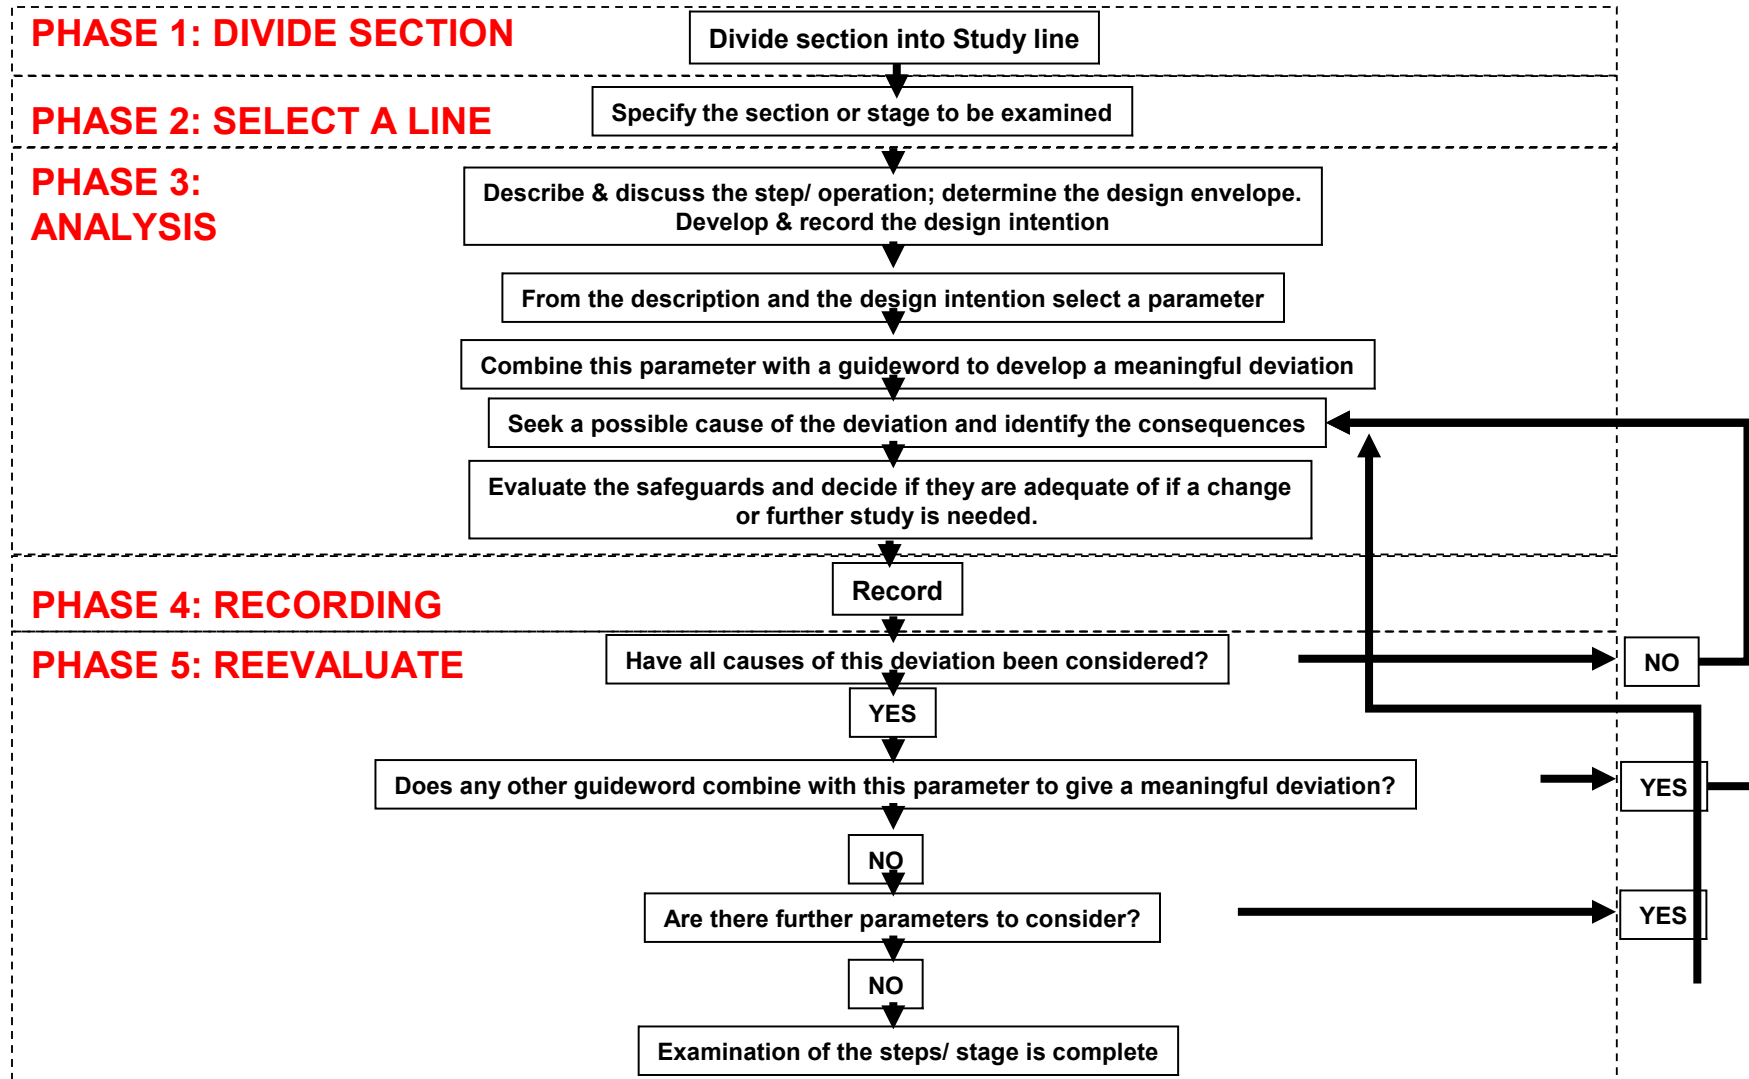 PHASE 1: DIVIDE SECTION
Divide section into Study line
PHASE 2: SELECT A LINE
Specify the section or stage to be examined
PHASE 3:
ANALYSIS
Describe & discuss the step/ operation; determine the design envelope.
Develop & record the design intention
From the description and the design intention select a parameter
Combine this parameter with a guideword to develop a meaningful deviation
Seek a possible cause of the deviation and identify the consequences
Evaluate the safeguards and decide if they are adequate of if a change
or further study is needed.
PHASE 4: RECORDING
Record
PHASE 5: REEVALUATE
Have all causes of this deviation been considered?
NO
YES
Does any other guideword combine with this parameter to give a meaningful deviation?
YES
NO
Are there further parameters to consider?
YES
NO
Examination of the steps/ stage is complete